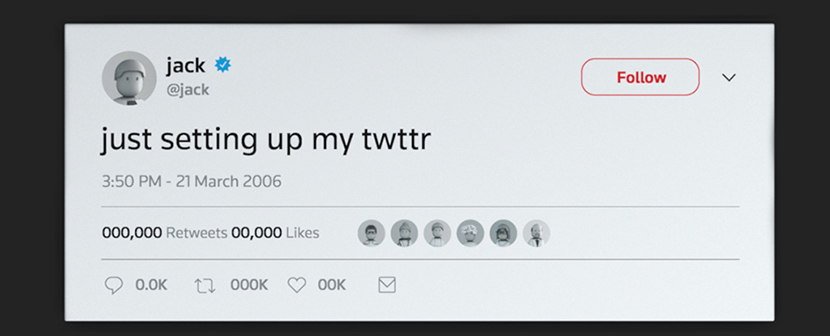 jack
@jack
Follow
just setting up my twttr
3:50 PM - 21 March 2006
000,000 Retweets 00,000 Likes
0.0K 000K 00K